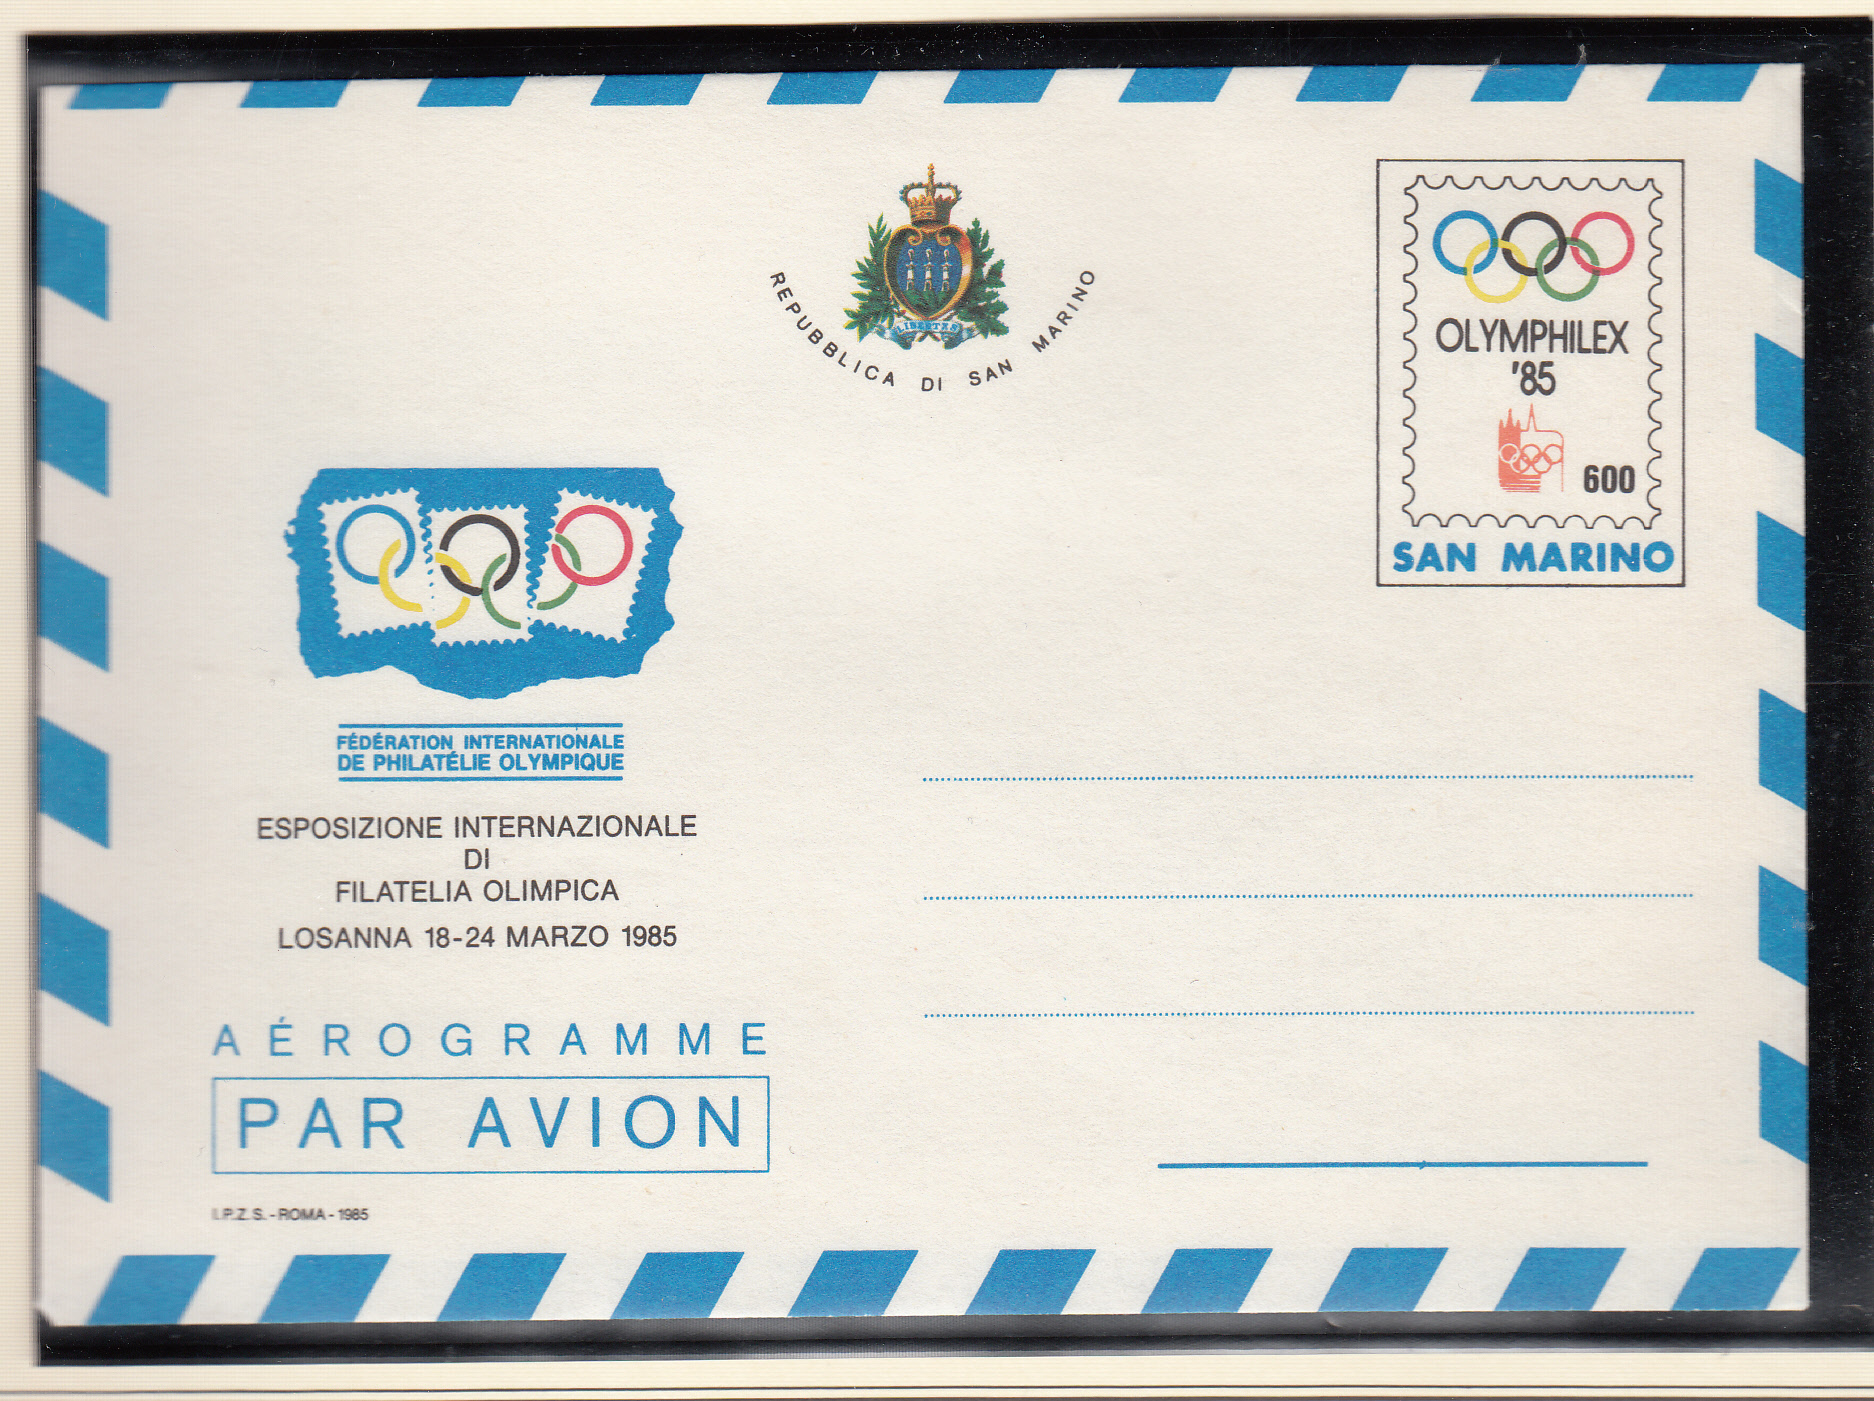 LIBERTAS
REPUBBLICA DI SAN MARINO
OLYMPHILEX
'85
600
SAN MARINO
FÉDÉRATION INTERNATIONALE
DE PHILATÉLIE OLYMPIQUE
ESPOSIZIONE INTERNAZIONALE
DI
FILATELIA OLIMPICA
LOSANNA 18-24 MARZO 1985
AÉROGRAMME
PAR AVION
I.P.Z.S. - ROMA - 1985